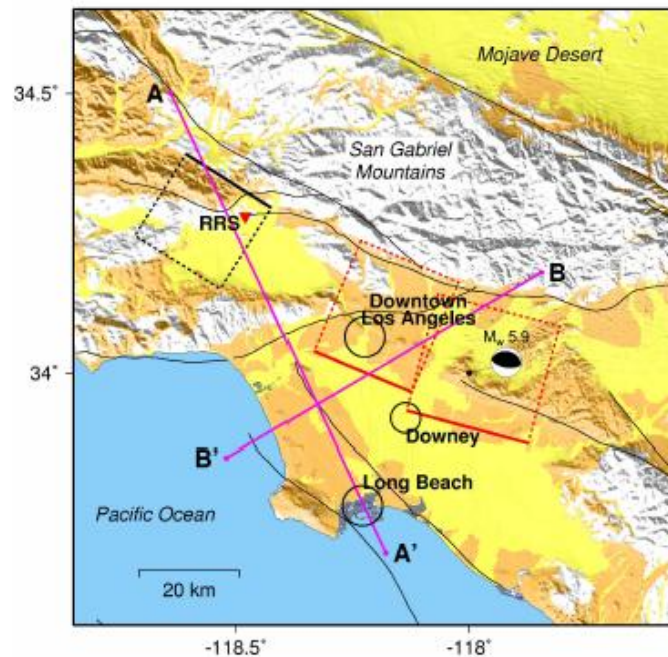 Mojave Desert
34.5°
A
San Gabriel
Mountains
RRS
B
Downtown
Los Angeles
Mw 5.9
34°
Downey
B'
Long Beach
Pacific Ocean
A'
20 km
-118.5°
-118°